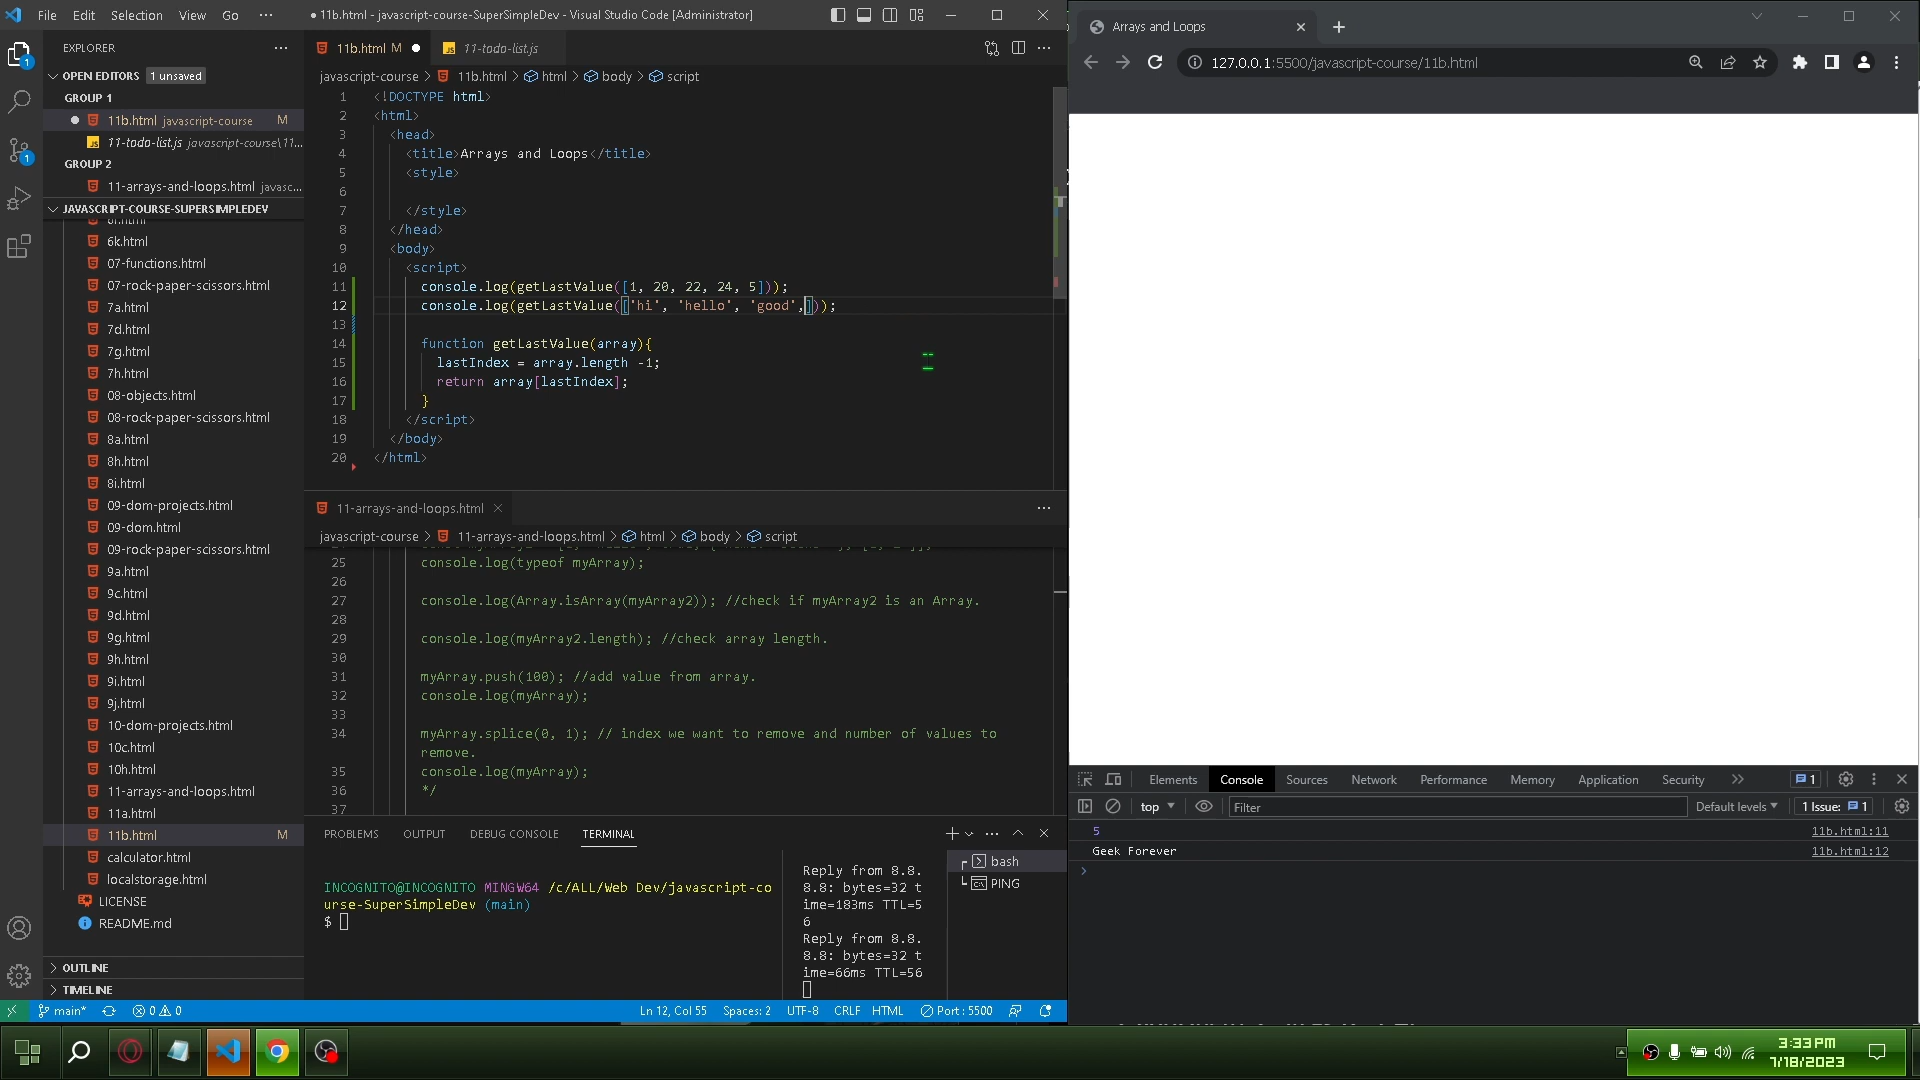 File Edit Selection View Go ··· ● 11b.html - javascript-course-SuperSimpleDev - Visual Studio Code [Administrator]
EXPLORER
OPEN EDITORS 1 unsaved
GROUP 1
11b.html javascript-course M
11-todo-list.js javascript-course\11...
GROUP 2
11-arrays-and-loops.html javasc...
JAVASCRIPT-COURSE-SUPERSIMPLEDEV
6k.html
07-functions.html
07-rock-paper-scissors.html
7a.html
7d.html
7g.html
7h.html
08-objects.html
08-rock-paper-scissors.html
8a.html
8h.html
8i.html
09-dom-projects.html
09-dom.html
09-rock-paper-scissors.html
9a.html
9c.html
9d.html
9g.html
9h.html
9i.html
9j.html
10-dom-projects.html
10c.html
10h.html
11-arrays-and-loops.html
11a.html
11b.html M
calculator.html
localstorage.html
LICENSE
README.md
OUTLINE
TIMELINE
11b.html M ● 11-todo-list.js
javascript-course > 11b.html > html > body > script
1 <!DOCTYPE html>
2 <html>
3 <head>
4 <title>Arrays and Loops</title>
5 <style>
6
7 </style>
8 </head>
9 <body>
10 <script>
11 console.log(getLastValue([1, 20, 22, 24, 5]));
12 console.log(getLastValue(['hi', 'hello', 'good',]));
13
14 function getLastValue(array){
15 lastIndex = array.length -1;
16 return array[lastIndex];
17 }
18 </script>
19 </body>
20 </html>
11-arrays-and-loops.html
javascript-course > 11-arrays-and-loops.html > html > body > script
25 console.log(typeof myArray);
26
27 console.log(Array.isArray(myArray2)); //check if myArray2 is an Array.
28
29 console.log(myArray2.length); //check array length.
30
31 myArray.push(100); //add value from array.
32 console.log(myArray);
33
34 myArray.splice(0, 1); // index we want to remove and number of values to
remove.
35 console.log(myArray);
36 */
37
PROBLEMS OUTPUT DEBUG CONSOLE TERMINAL
INCOGNITO@INCOGNITO MINGW64 /c/ALL/Web Dev/javascript-co
urse-SuperSimpleDev (main)
$
Reply from 8.8.
8.8: bytes=32 t
ime=183ms TTL=5
6
Reply from 8.8.
8.8: bytes=32 t
ime=66ms TTL=56
bash
PING
main* 0 0 Ln 12, Col 55 Spaces: 2 UTF-8 CRLF HTML Port : 5500
Arrays and Loops
127.0.0.1:5500/javascript-course/11b.html
Elements Console Sources Network Performance Memory Application Security 1
top Filter Default levels 1 Issue: 1
5 11b.html:11
Geek Forever 11b.html:12
3:33 PM
7/18/2023